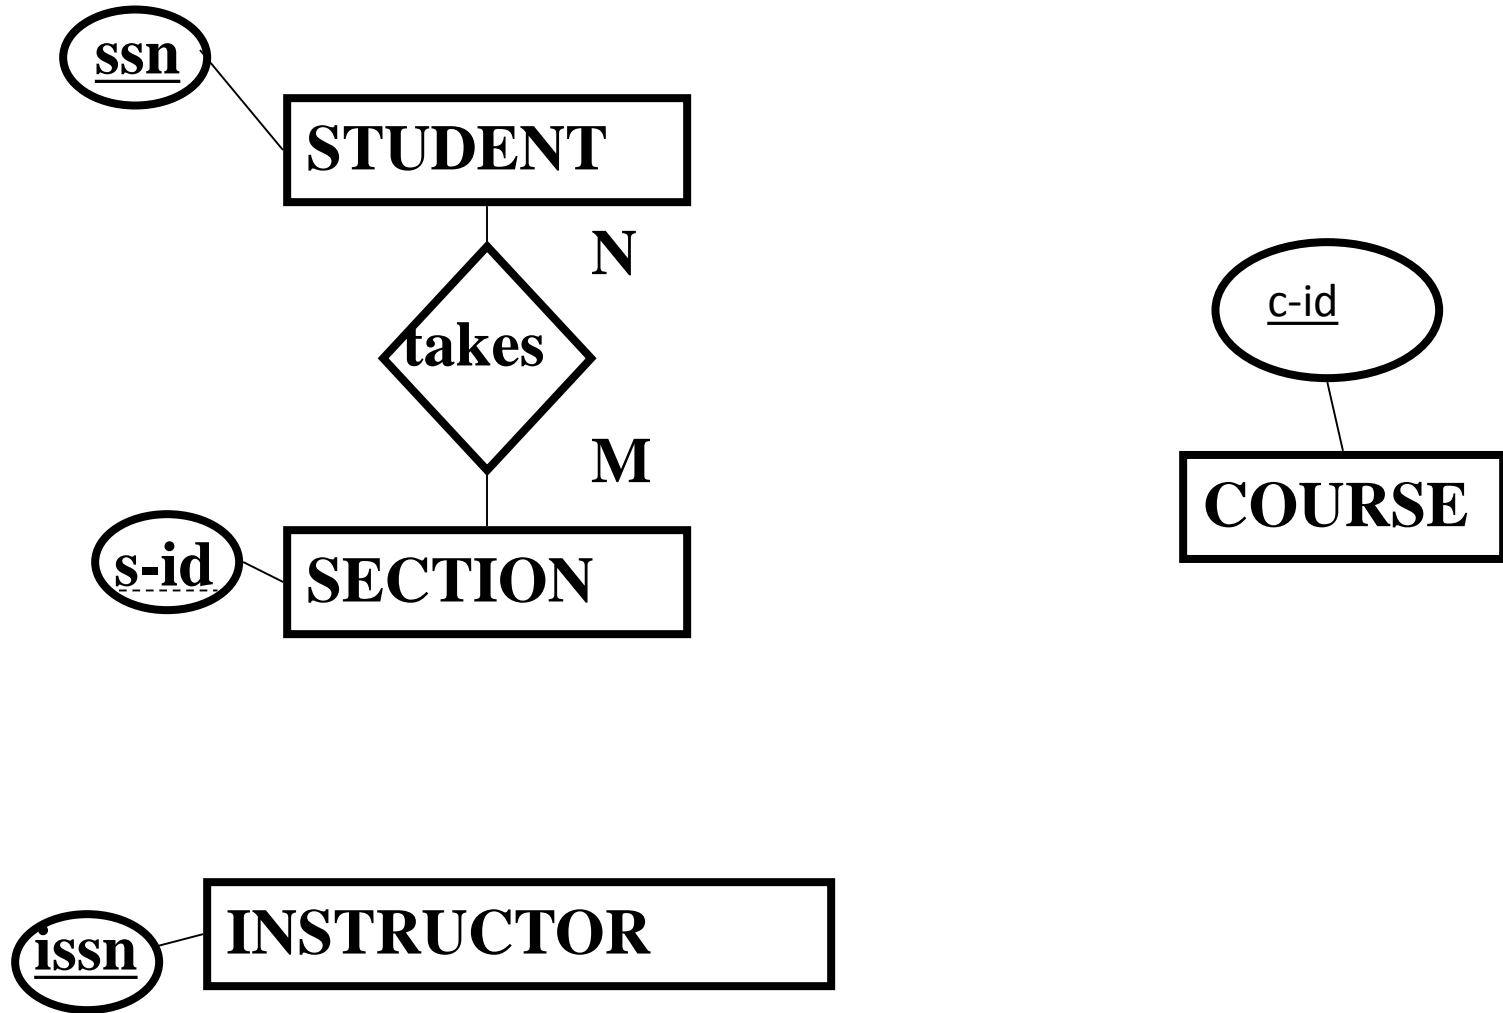 ssn
STUDENT
N
takes
M
s-id
SECTION
c-id
COURSE
INSTRUCTOR
issn